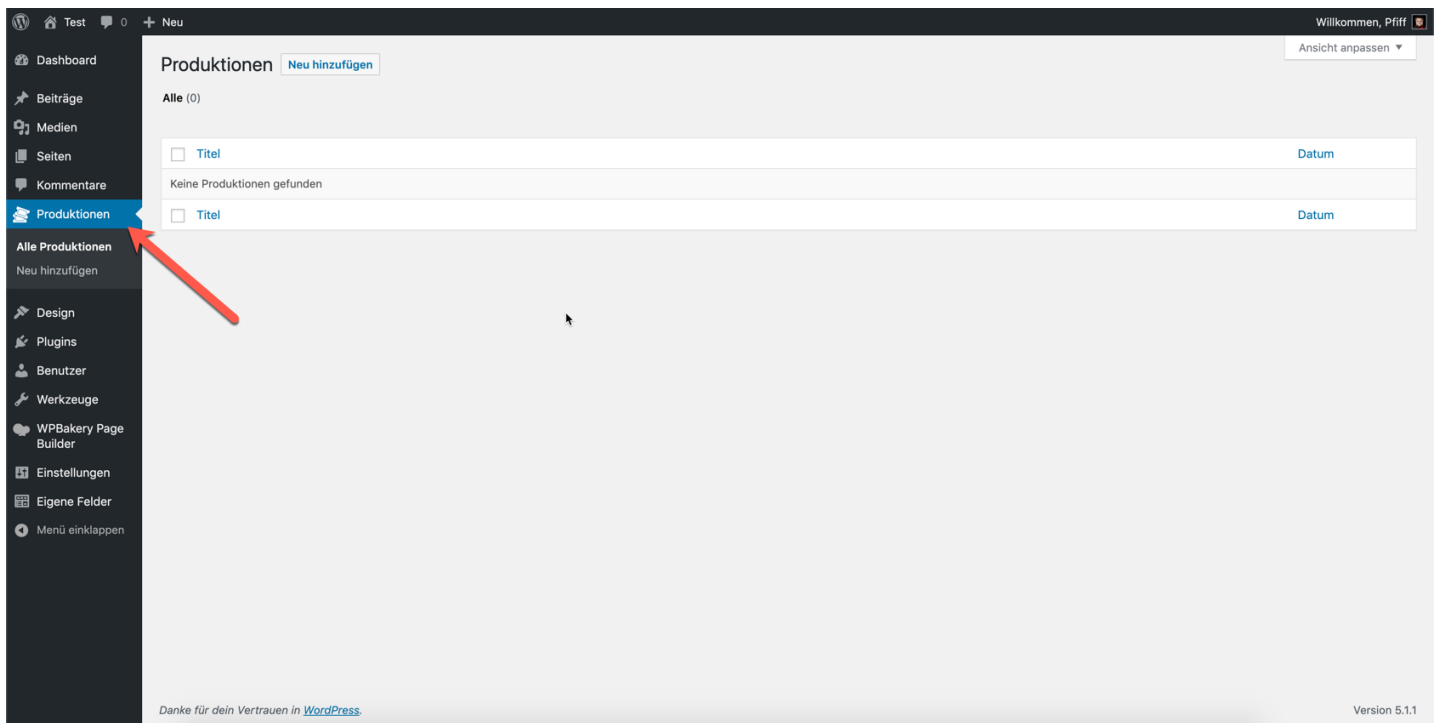 Test 0 Neu Willkommen, Pfiff
Ansicht anpassen
Dashboard
Beiträge
Medien
Seiten
Kommentare
Produktionen
Alle Produktionen
Neu hinzufügen
Design
Plugins
Benutzer
Werkzeuge
WPBakery Page
Builder
Einstellungen
Eigene Felder
Menü einklappen
Produktionen Neu hinzufügen
Alle (0)
Titel Datum
Keine Produktionen gefunden
Titel Datum
Danke für dein Vertrauen in WordPress. Version 5.1.1